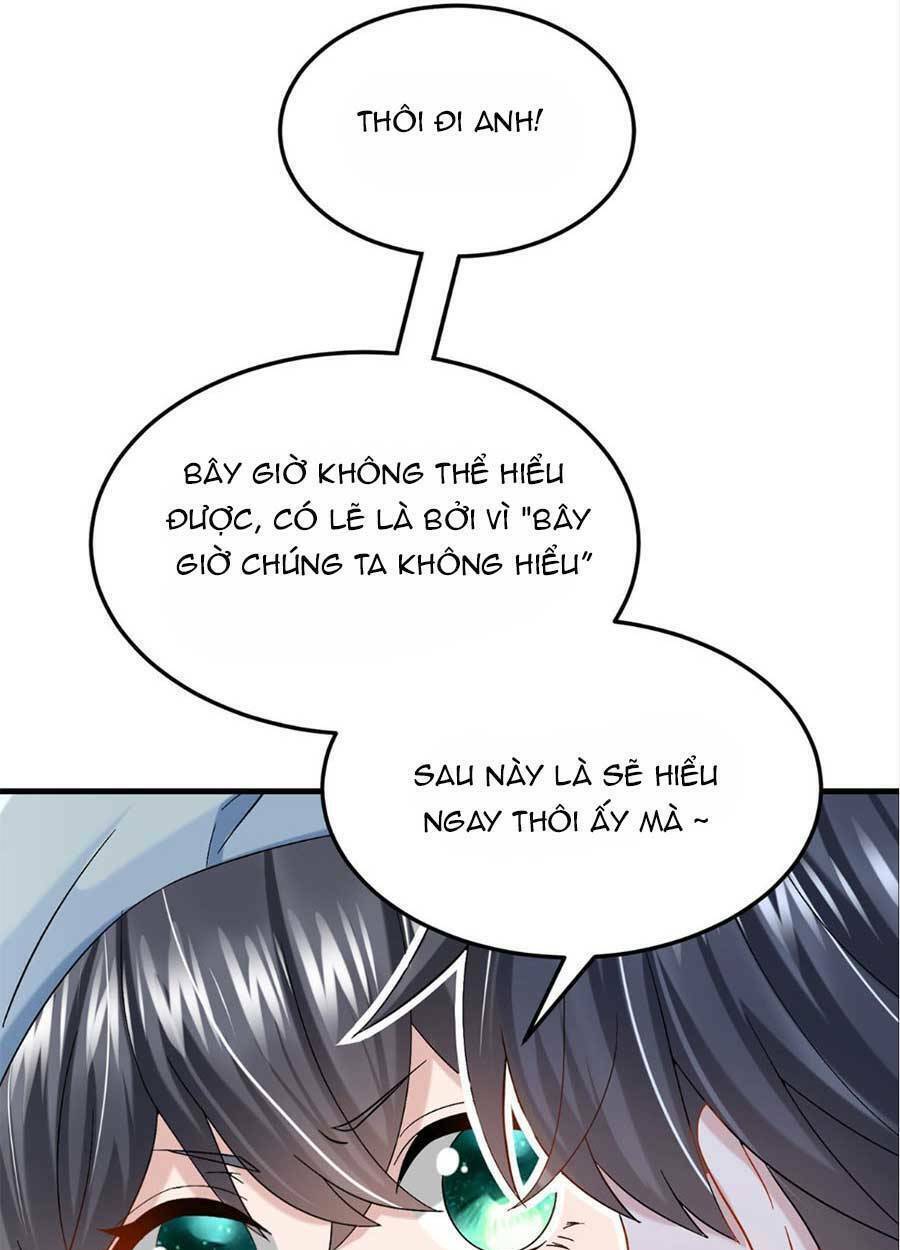 THÔI ĐI ANH!
BÂY GIỜ KHÔNG THỂ HIỂU
ĐƯỢC, CÓ LẼ LÀ BỞI VÌ "BÂY
GIỜ CHÚNG TA KHÔNG HIỂU"
SAU NÀY LÀ SẼ HIỂU
NGAY THÔI ẤY MÀ ~